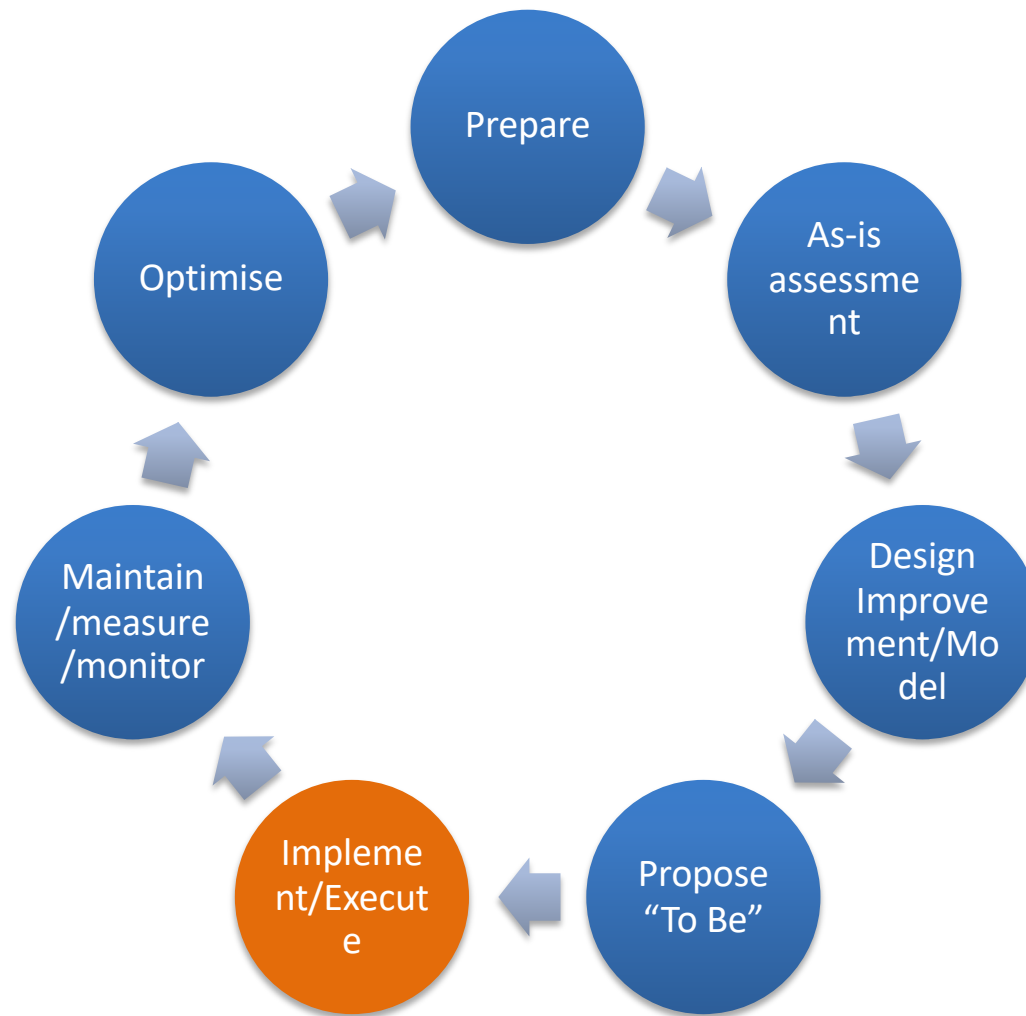 Prepare
As-is
assessme
nt
Design
Improve
ment/Mo
del
Propose
“To Be”
Impleme
nt/Execut
e
Maintain
/measure
/monitor
Optimise